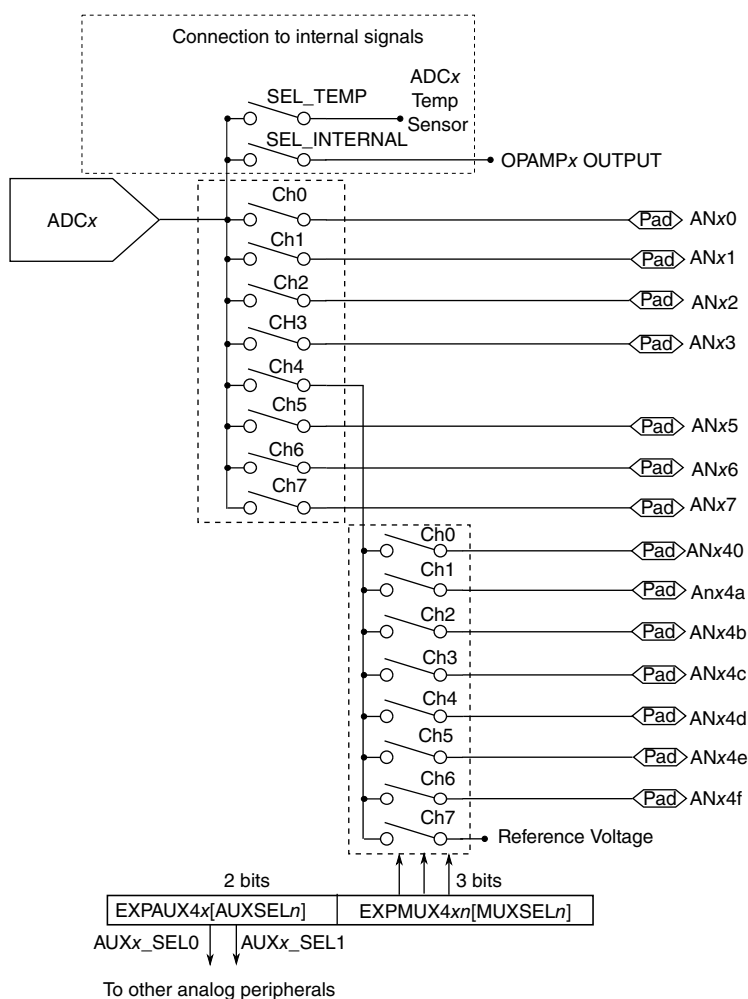 Connection to internal signals
SEL_TEMP
ADCx
Temp
Sensor
SEL_INTERNAL
OPAMPx OUTPUT
ADCx
Ch0
Pad ANx0
Ch1
Pad ANx1
Ch2
Pad ANx2
CH3
Pad ANx3
Ch4
Ch5
Pad ANx5
Ch6
Pad ANx6
Ch7
Pad ANx7
Ch0
Pad ANx40
Ch1
Pad Anx4a
Ch2
Pad ANx4b
Ch3
Pad ANx4c
Ch4
Pad ANx4d
Ch5
Pad ANx4e
Ch6
Pad ANx4f
Ch7
Reference Voltage
2 bits
3 bits
EXPAUX4x[AUXSELn]
EXPMUX4xn[MUXSELn]
AUXx_SEL0
AUXx_SEL1
To other analog peripherals